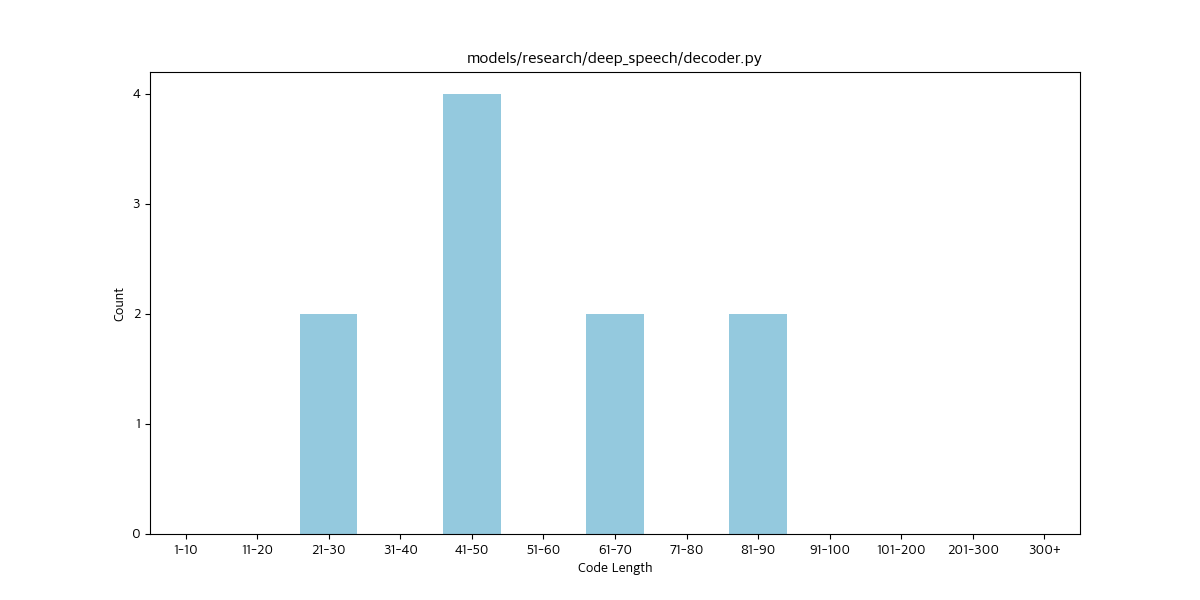 models/research/deep_speech/decoder.py
4
3
2
1
0
Count
1-10 11-20 21-30 31-40 41-50 51-60 61-70 71-80 81-90 91-100 101-200 201-300 300+
Code Length